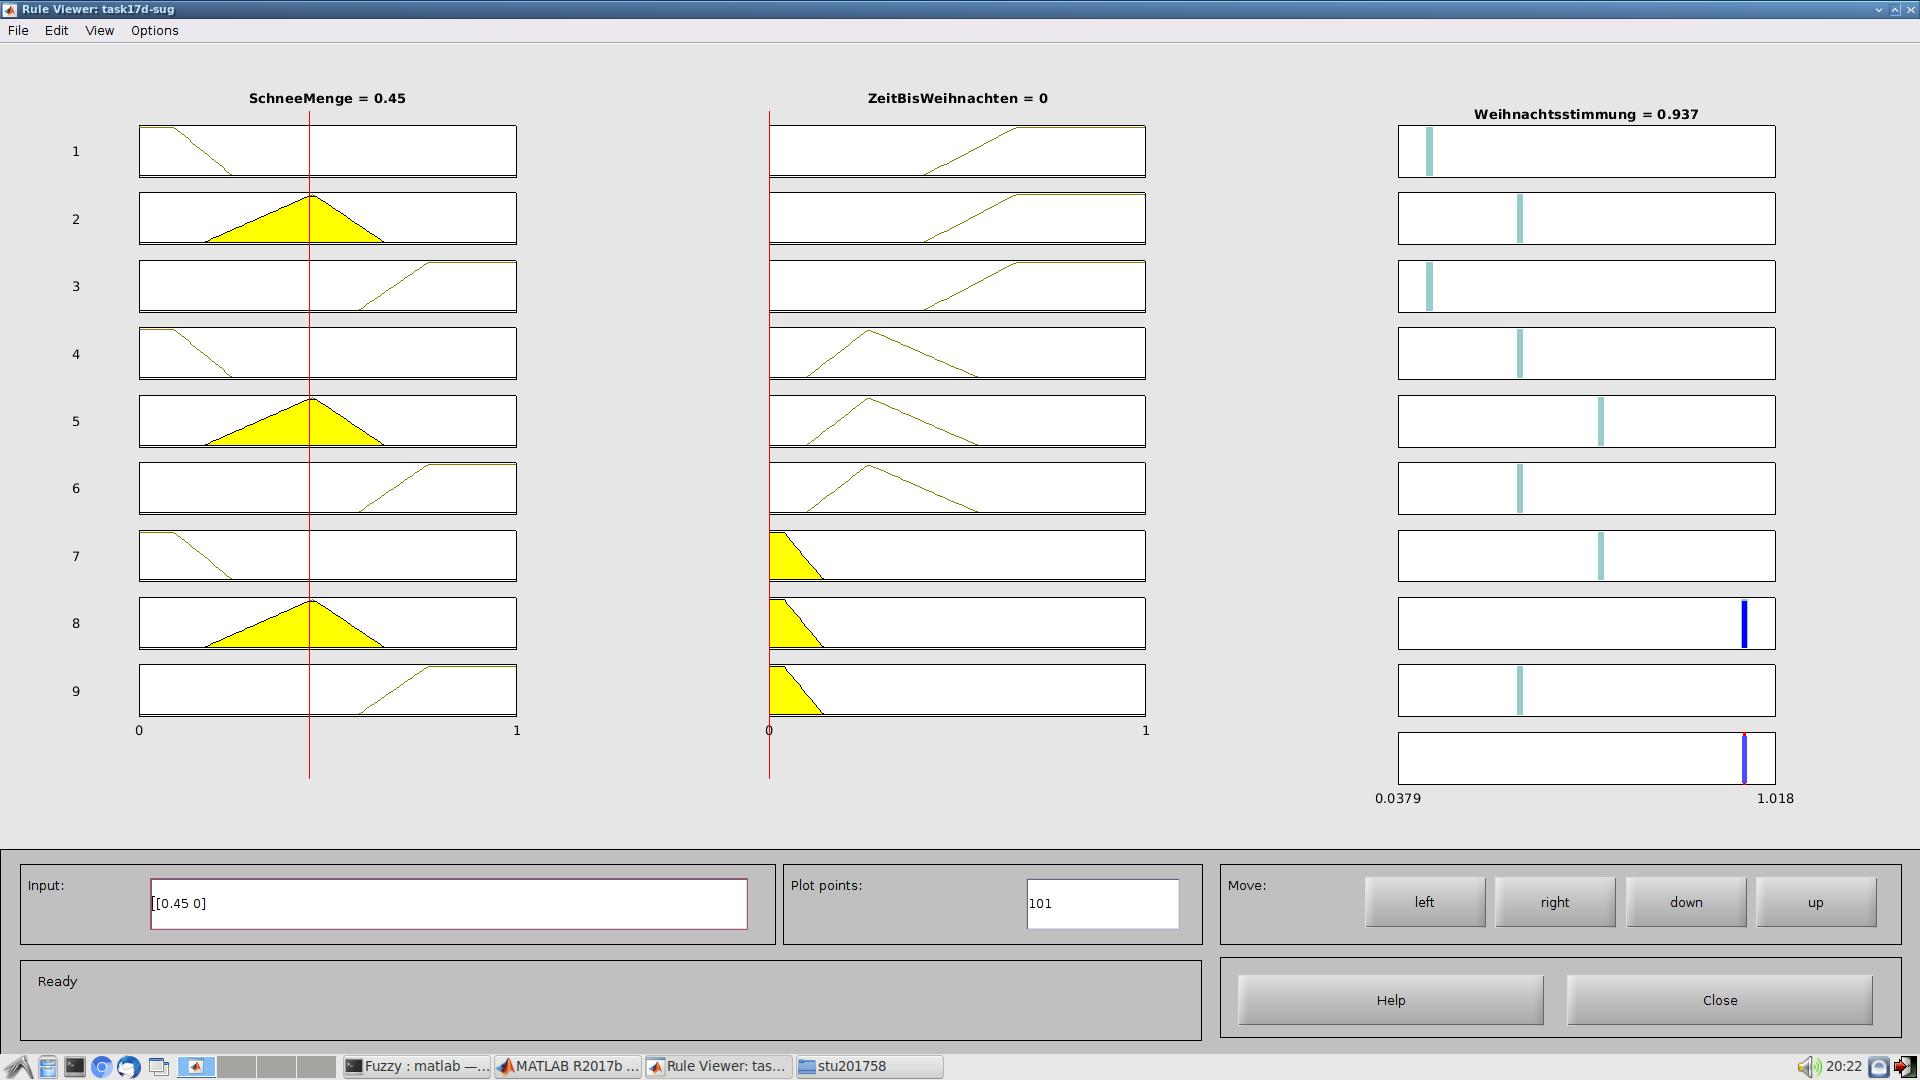 Rule Viewer: task17d-sug
File Edit View Options
SchneeMenge = 0.45
ZeitBisWeihnachten = 0
Weihnachtsstimmung = 0.937
1
2
3
4
5
6
7
8
9
0 1
0 1
0.0379 1.018
Input:
[[0.45 0]
Plot points:
101
Move:
left right down up
Ready
Help Close
Fuzzy : matlab —... MATLAB R2017b ... Rule Viewer: tas... stu201758
20:22